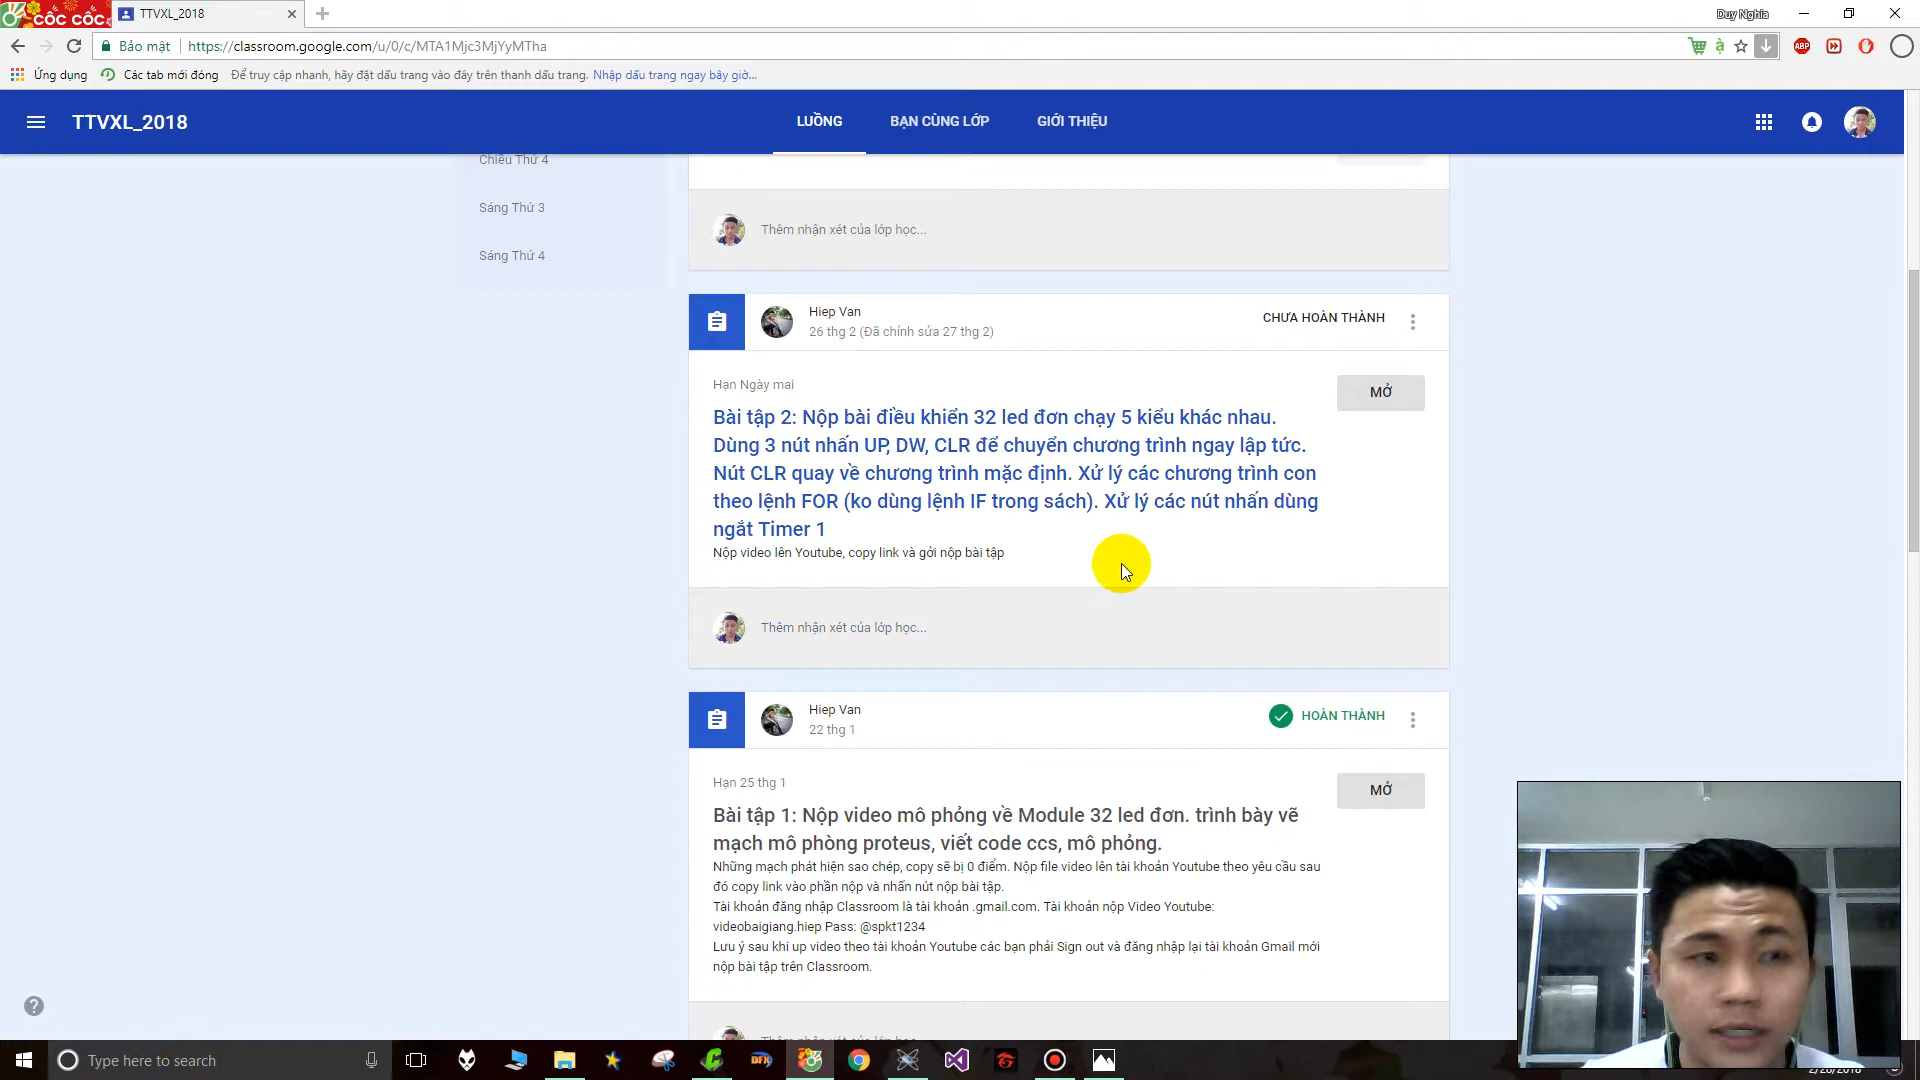 CỐC CỐC
TTVXL_2018
Duy Nghia
Bảo mật
https://classroom.google.com/u/0/c/MTA1Mjc3MjYyMTha
ABP
Ứng dụng
Các tab mới đóng
Để truy cập nhanh, hãy đặt dấu trang vào đây trên thanh dấu trang.
Nhập dấu trang ngay bây giờ...
TTVXL_2018
LUỒNG
BẠN CÙNG LỚP
GIỚI THIỆU
Chiều Thứ 4
Sáng Thứ 3
Sáng Thứ 4
Thêm nhận xét của lớp học...
Hiep Van
26 thg 2 (Đã chỉnh sửa 27 thg 2)
CHƯA HOÀN THÀNH
Hạn Ngày mai
MỞ
Bài tập 2: Nộp bài điều khiển 32 led đơn chạy 5 kiểu khác nhau.
Dùng 3 nút nhấn UP, DW, CLR để chuyển chương trình ngay lập tức.
Nút CLR quay về chương trình mặc định. Xử lý các chương trình con
theo lệnh FOR (ko dùng lệnh IF trong sách). Xử lý các nút nhấn dùng
ngắt Timer 1
Nộp video lên Youtube, copy link và gởi nộp bài tập
Thêm nhận xét của lớp học...
Hiep Van
22 thg 1
HOÀN THÀNH
Hạn 25 thg 1
MỞ
Bài tập 1: Nộp video mô phỏng về Module 32 led đơn. trình bày vẽ
mạch mô phòng proteus, viết code ccs, mô phỏng.
Những mạch phát hiện sao chép, copy sẽ bị 0 điểm. Nộp file video lên tài khoản Youtube theo yêu cầu sau
đó copy link vào phần nộp và nhấn nút nộp bài tập.
Tài khoản đăng nhập Classroom là tài khoản .gmail.com. Tài khoản nộp Video Youtube:
videobaigiang.hiep Pass: @spkt1234
Lưu ý sau khi up video theo tài khoản Youtube các bạn phải Sign out và đăng nhập lại tài khoản Gmail mới
nộp bài tập trên Classroom.
Thêm nhận xét của lớp học...
Type here to search
DFX
2/28/2018